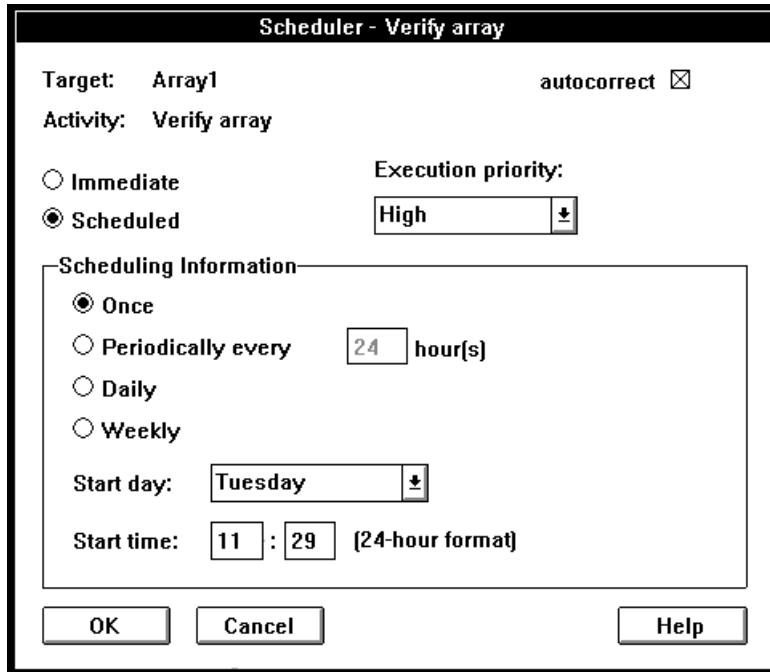 Scheduler - Verify array
Target: Array1 autocorrect
Activity: Verify array
Immediate
Scheduled
Execution priority:
High
Scheduling Information
Once
Periodically every 24 hour(s)
Daily
Weekly
Start day: Tuesday
Start time: 11 : 29 (24-hour format)
OK Cancel Help